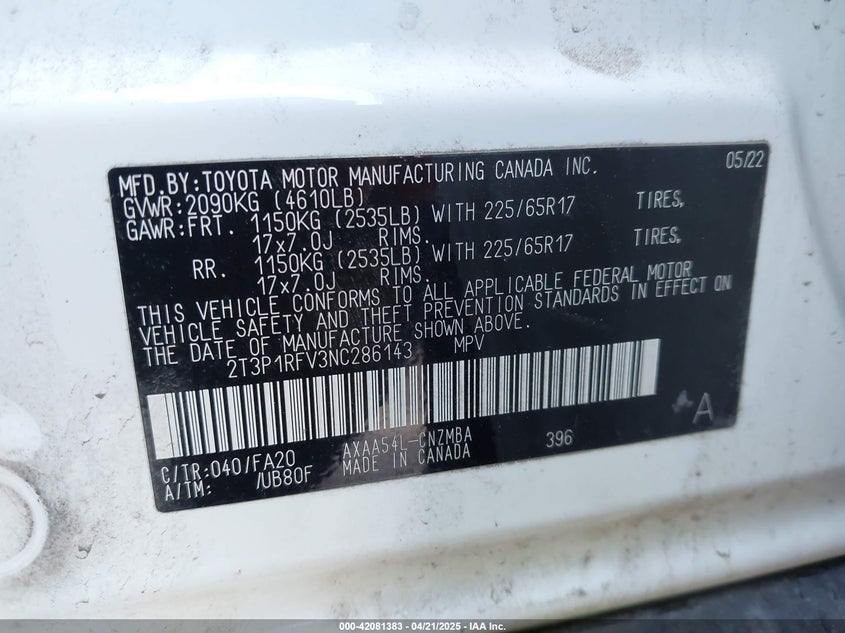 05/22
MFD.BY:TOYOTA MOTOR MANUFACTURING CANADA INC.
GVWR:2090KG (4610LB)
GAWR:FRT. 1150KG (2535LB) WITH 225/65R17 TIRES,
17x7.0J RIMS.
RR. 1150KG (2535LB) WITH 225/65R17 TIRES,
17x7.0J RIMS.
THIS VEHICLE CONFORMS TO ALL APPLICABLE FEDERAL MOTOR
VEHICLE SAFETY AND THEFT PREVENTION STANDARDS IN EFFECT ON
THE DATE OF MANUFACTURE SHOWN ABOVE.
2T3P1RFV3NC286143 MPV
A
C/TR:040/FA20 AXAA54L-CNZMBA 396
A/TM: /UB80F MADE IN CANADA
000-42081383 - 04/21/2025 - IAA Inc.